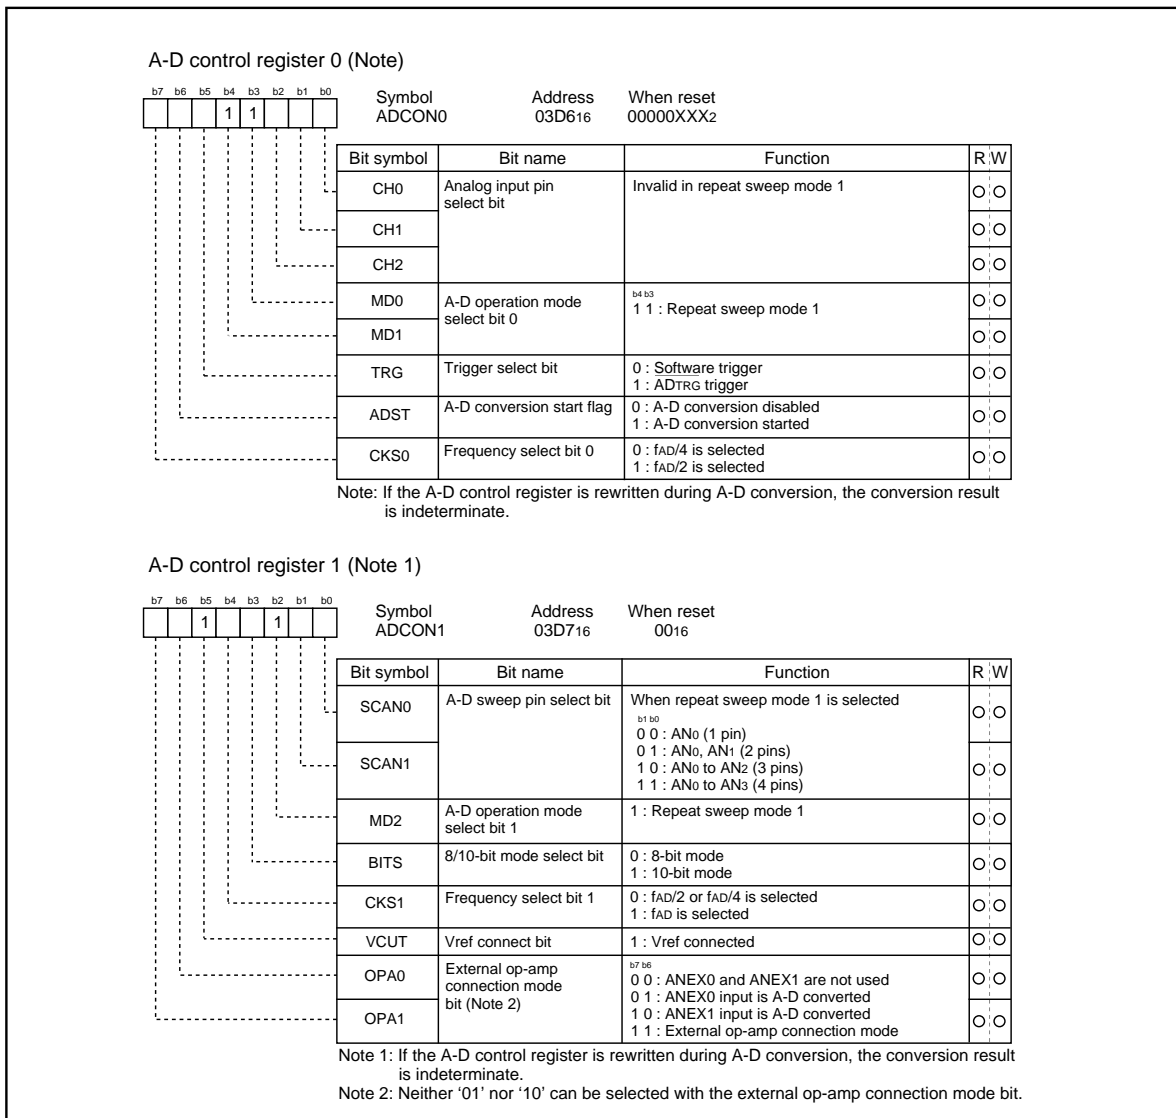 A-D control register 0 (Note)
b7 b6 b5 b4 b3 b2 b1 b0
1 1
Symbol Address When reset
ADCON0 03D616 00000XXX2
Bit symbol Bit name Function R W
CH0 Analog input pin select bit Invalid in repeat sweep mode 1
CH1
CH2
MD0 A-D operation mode select bit 0 b4 b3
1 1 : Repeat sweep mode 1
MD1
TRG Trigger select bit 0 : Software trigger
1 : ADTRG trigger
ADST A-D conversion start flag 0 : A-D conversion disabled
1 : A-D conversion started
CKS0 Frequency select bit 0 0 : fAD/4 is selected
1 : fAD/2 is selected
Note: If the A-D control register is rewritten during A-D conversion, the conversion result
is indeterminate.
A-D control register 1 (Note 1)
b7 b6 b5 b4 b3 b2 b1 b0
1 1
Symbol Address When reset
ADCON1 03D716 0016
Bit symbol Bit name Function R W
SCAN0 A-D sweep pin select bit When repeat sweep mode 1 is selected
b1 b0
0 0 : AN0 (1 pin)
0 1 : AN0, AN1 (2 pins)
SCAN1 1 0 : AN0 to AN2 (3 pins)
1 1 : AN0 to AN3 (4 pins)
MD2 A-D operation mode select bit 1 1 : Repeat sweep mode 1
BITS 8/10-bit mode select bit 0 : 8-bit mode
1 : 10-bit mode
CKS1 Frequency select bit 1 0 : fAD/2 or fAD/4 is selected
1 : fAD is selected
VCUT Vref connect bit 1 : Vref connected
OPA0 External op-amp connection mode bit (Note 2) b7 b6
0 0 : ANEX0 and ANEX1 are not used
0 1 : ANEX0 input is A-D converted
OPA1 1 0 : ANEX1 input is A-D converted
1 1 : External op-amp connection mode
Note 1: If the A-D control register is rewritten during A-D conversion, the conversion result
is indeterminate.
Note 2: Neither ‘01’ nor ‘10’ can be selected with the external op-amp connection mode bit.